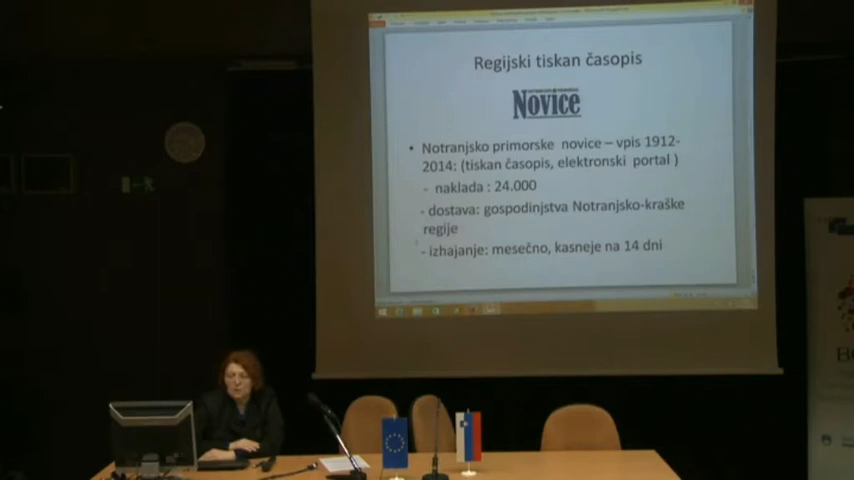 Regijski tiskan časopis
Novice
• Notranjsko primorske novice – vpis 1912-
2014: (tiskan časopis, elektronski portal )
- naklada : 24.000
- dostava: gospodinjstva Notranjsko-kraške
regije
- izhajanje: mesečno, kasneje na 14 dni